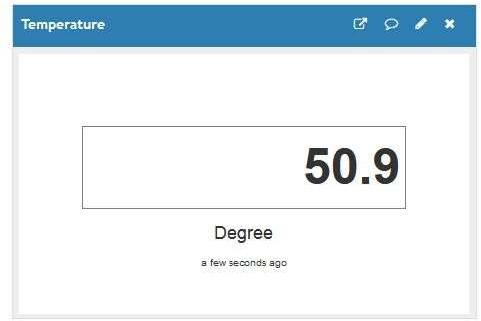 Temperature
50.9
Degree
a few seconds ago